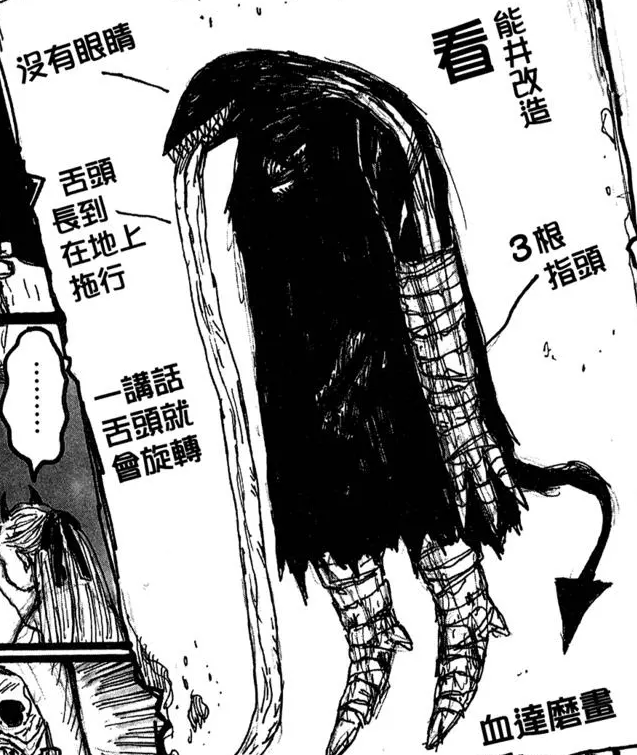 能井改造
看
沒有眼睛
3根
指頭
舌頭
長到
在地上
拖行
一講話
舌頭就
會旋轉
………
血達磨畫